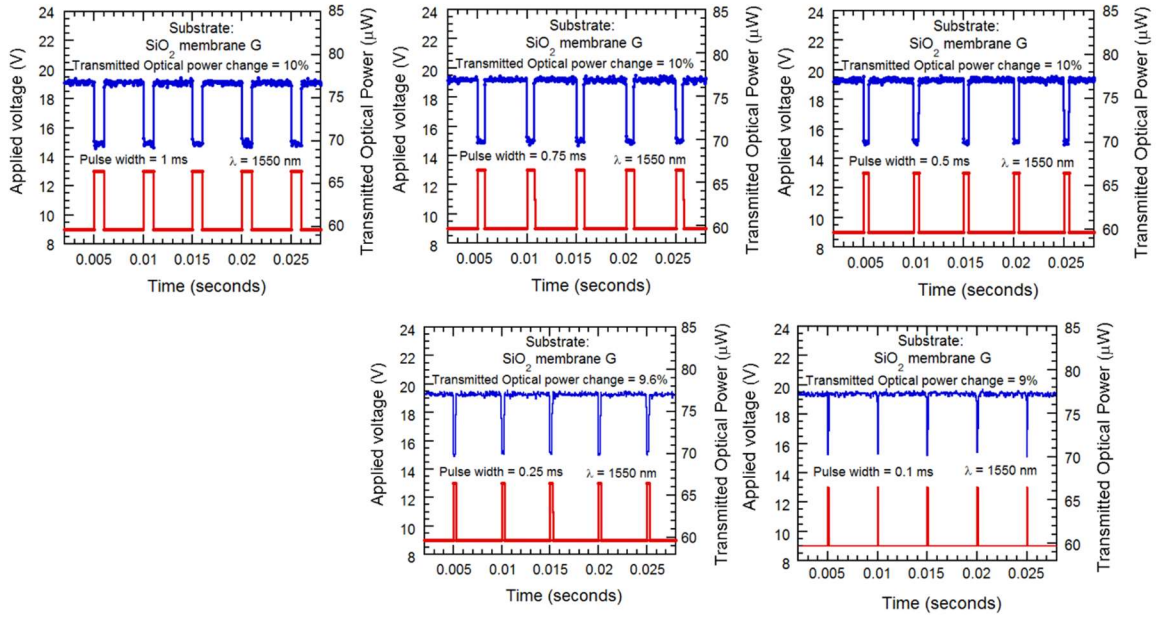 Substrate:
SiO2 membrane G
Transmitted Optical power change = 10%
Pulse width = 1 ms
λ = 1550 nm
Applied voltage (V)
24
22
20
18
16
14
12
10
8
Transmitted Optical Power (μW)
85
80
75
70
65
60
0.005 0.01 0.015 0.02 0.025
Time (seconds)
Substrate:
SiO2 membrane G
Transmitted Optical power change = 10%
Pulse width = 0.75 ms
λ = 1550 nm
Applied voltage (V)
24
22
20
18
16
14
12
10
8
Transmitted Optical Power (μW)
85
80
75
70
65
60
0.005 0.01 0.015 0.02 0.025
Time (seconds)
Substrate:
SiO2 membrane G
Transmitted Optical power change = 10%
Pulse width = 0.5 ms
λ = 1550 nm
Applied voltage (V)
24
22
20
18
16
14
12
10
8
Transmitted Optical Power (μW)
85
80
75
70
65
60
0.005 0.01 0.015 0.02 0.025
Time (seconds)
Substrate:
SiO2 membrane G
Transmitted Optical power change = 9.6%
Pulse width = 0.25 ms
λ = 1550 nm
Applied voltage (V)
24
22
20
18
16
14
12
10
8
Transmitted Optical Power (μW)
85
80
75
70
65
60
0.005 0.01 0.015 0.02 0.025
Time (seconds)
Substrate:
SiO2 membrane G
Transmitted Optical power change = 9%
Pulse width = 0.1 ms
λ = 1550 nm
Applied voltage (V)
24
22
20
18
16
14
12
10
8
Transmitted Optical Power (μW)
85
80
75
70
65
60
0.005 0.01 0.015 0.02 0.025
Time (seconds)